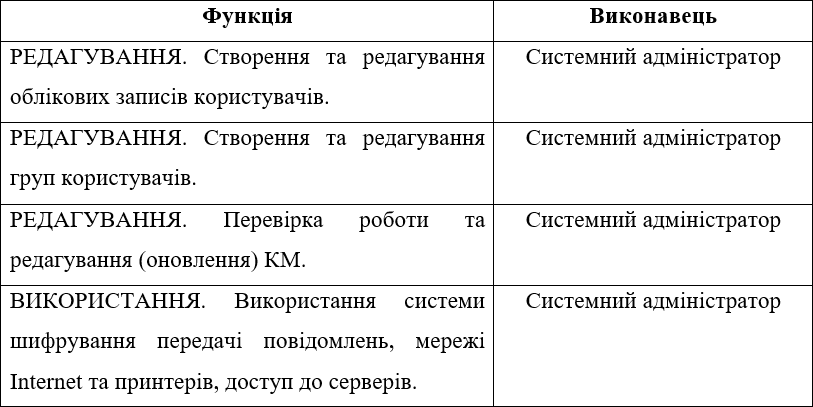 Функція
Виконавець
РЕДАГУВАННЯ. Створення та редагування
облікових записів користувачів.
Системний адміністратор
РЕДАГУВАННЯ. Створення та редагування
груп користувачів.
Системний адміністратор
РЕДАГУВАННЯ. Перевірка роботи та
редагування (оновлення) КМ.
Системний адміністратор
ВИКОРИСТАННЯ. Використання системи
шифрування передачі повідомлень, мережі
Internet та принтерів, доступ до серверів.
Системний адміністратор